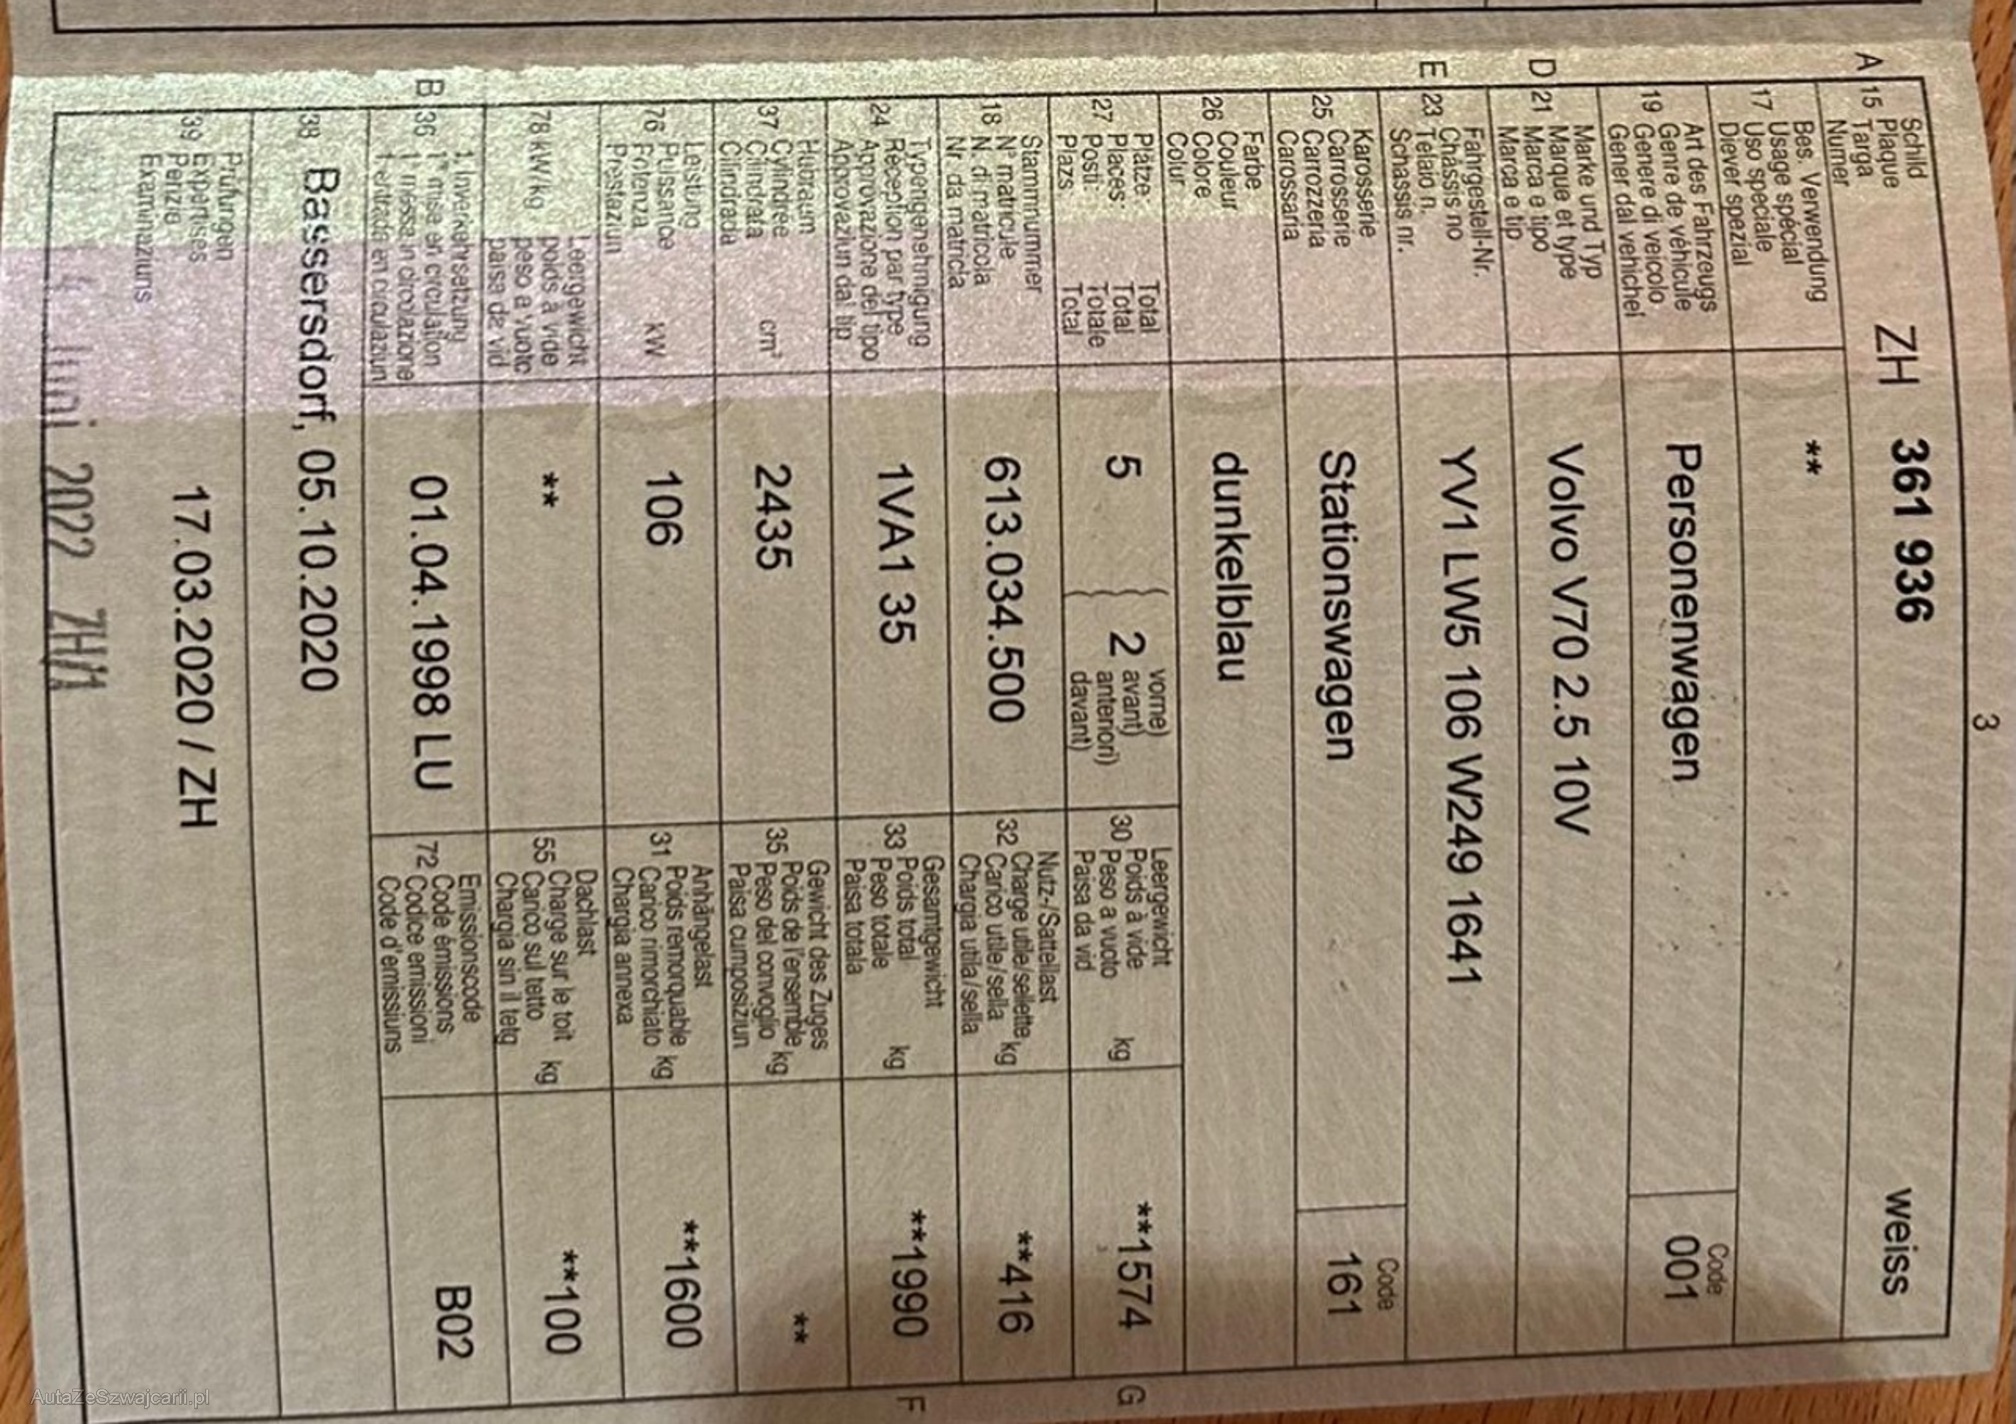 3
A 15 Schild
Plaque
Targa
Numer
ZH 361 936 weiss
17 Bes. Verwendung
Usage spécial
Uso speciale
Diever spezial
**
19 Art des Fahrzeugs
Genre de véhicule
Genere di veicolo
Gener dal vehichel
Personenwagen
Code
001
D 21 Marke und Typ
Marque et type
Marca e tipo
Marca e tip
Volvo V70 2.5 10V
E 23 Fahrgestell-Nr.
Châssis no
Telaio n.
Schassis nr.
YV1 LW5 106 W249 1641
25 Karosserie
Carrosserie
Carrozzeria
Carossaria
Stationswagen
Code
161
26 Farbe
Couleur
Colore
Colur
dunkelblau
27 Plätze: Total
Places: Total
Posti: Totale
Plazs: Total
5
2
vorne)
avant)
anteriori)
davant)
30 Leergewicht
Poids à vide
Peso a vuoto
Paisa da vid
kg
**1574
G
18 Stammnummer
N° matricule
N. di matricola
Nr. da matricla
613.034.500
32 Nutz-/Sattellast
Charge utile/sellette
Carico utile/sella
Chargia utila/sella
kg
**416
24 Typengenehmigung
Réception par type
Approvazione del tipo
Approvaziun dal tip
1VA1 35
33 Gesamtgewicht
Poids total
Peso totale
Paisa totala
kg
**1990
F
37 Hubraum
Cylindrée
Cilindrata
Cilindrada
cm³
2435
35 Gewicht des Zuges
Poids de l'ensemble
Peso del convoglio
Paisa cumposiziun
kg
**
76 Leistung
Puissance
Potenza
Prestaziun
kW
106
31 Anhängelast
Poids remorquable
Carico rimorchiato
Chargia annexa
kg
**1600
78 kW/kg Leergewicht
poids à vide
peso a vuoto
paisa da vid
**
55 Dachlast
Charge sur le toit
Carico sul tetto
Chargia sin il tetg
kg
**100
B 36 1. Inverkehrsetzung
1re mise en circulation
1a messa in circolazione
1. entrada en circulaziun
01.04.1998 LU
72 Emissionscode
Code émissions
Codice emissioni
Code d'emissiuns
B02
38 Bassersdorf, 05.10.2020
39 Prüfungen
Expertises
Perizie
Examinaziuns
17.03.2020 / ZH
Juni 2022 ZH/1
AutaZeSzwajcarii.pl